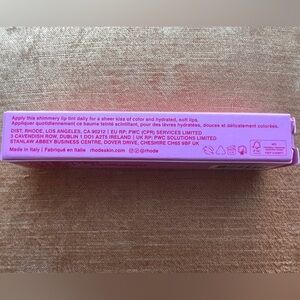 Apply this shimmery lip tint daily for a sheer kiss of color and hydrated, soft lips.
Appliquer quotidiennement ce baume teinté scintillant, pour des lèvres hydratées, douces et délicatement colorées.
DIST. RHODE, LOS ANGELES, CA 90212 | EU RP: PWC (CPR) SERVICES LIMITED
3 CAVENDISH ROW, DUBLIN 1 D01 A2T5 IRELAND | UK RP: PWC SOLUTIONS LIMITED
STANLAW ABBEY BUSINESS CENTRE, DOVER DRIVE, CHESHIRE CH65 9BF UK
Made in Italy | Fabriqué en Italie | rhodeskin.com | @rhode
FSC